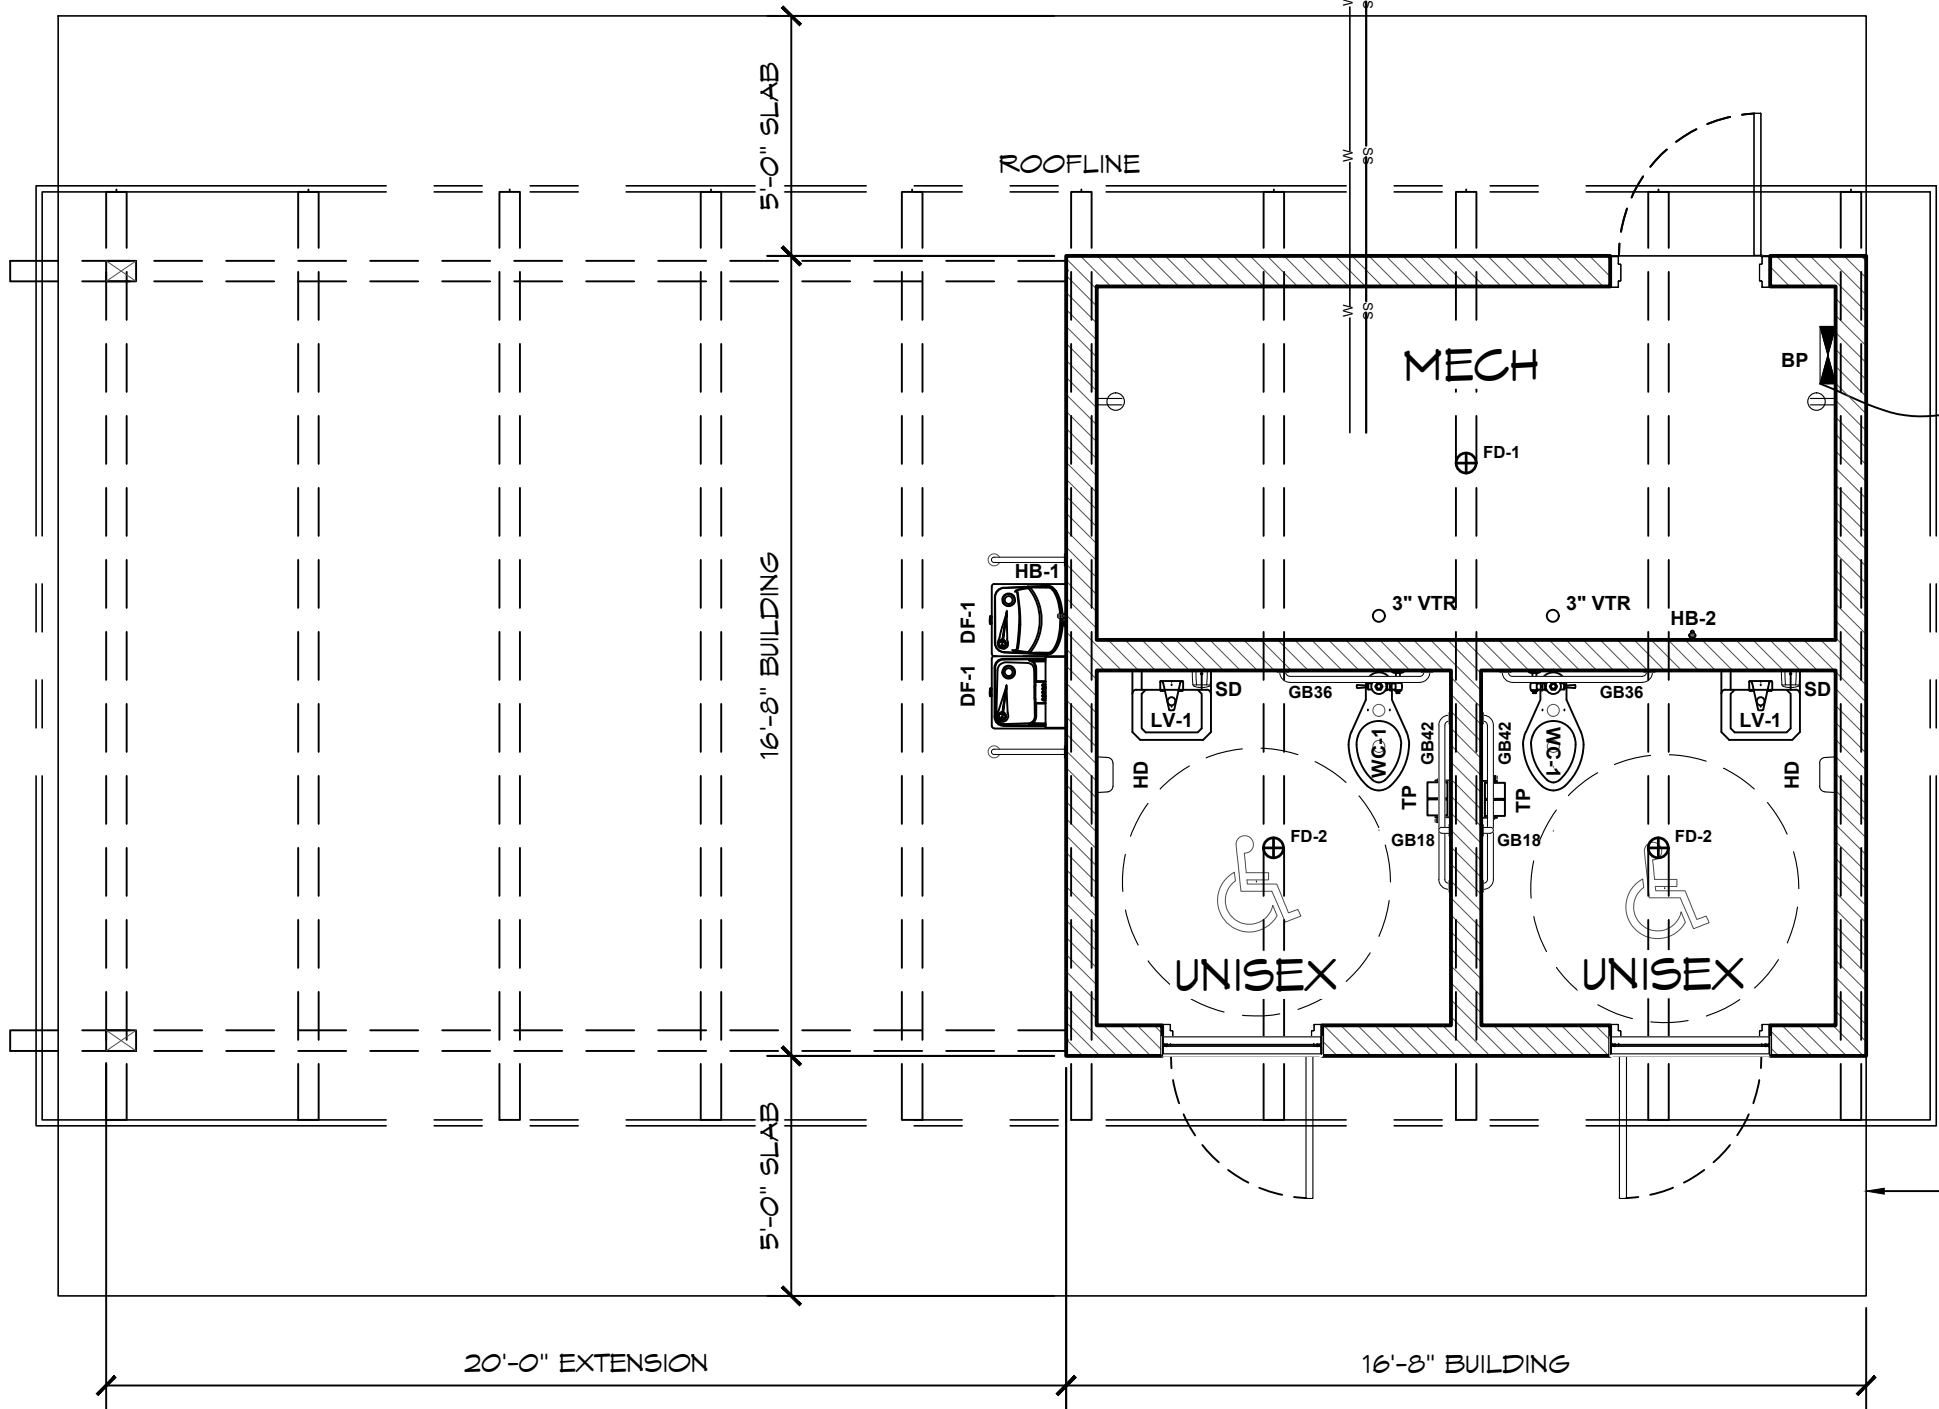 W
SS
5'-0" SLAB
ROOFLINE
W
SS
W
SS
MECH
BP
FD-1
16'-8" BUILDING
HB-1
DF-1
DF-1
3" VTR
3" VTR
HB-2
LV-1
SD
GB36
WC-1
GB42
GB42
WC-1
GB36
LV-1
SD
HD
TP
TP
HD
GB18
GB18
FD-2
FD-2
UNISEX
UNISEX
5'-0" SLAB
20'-0" EXTENSION
16'-8" BUILDING